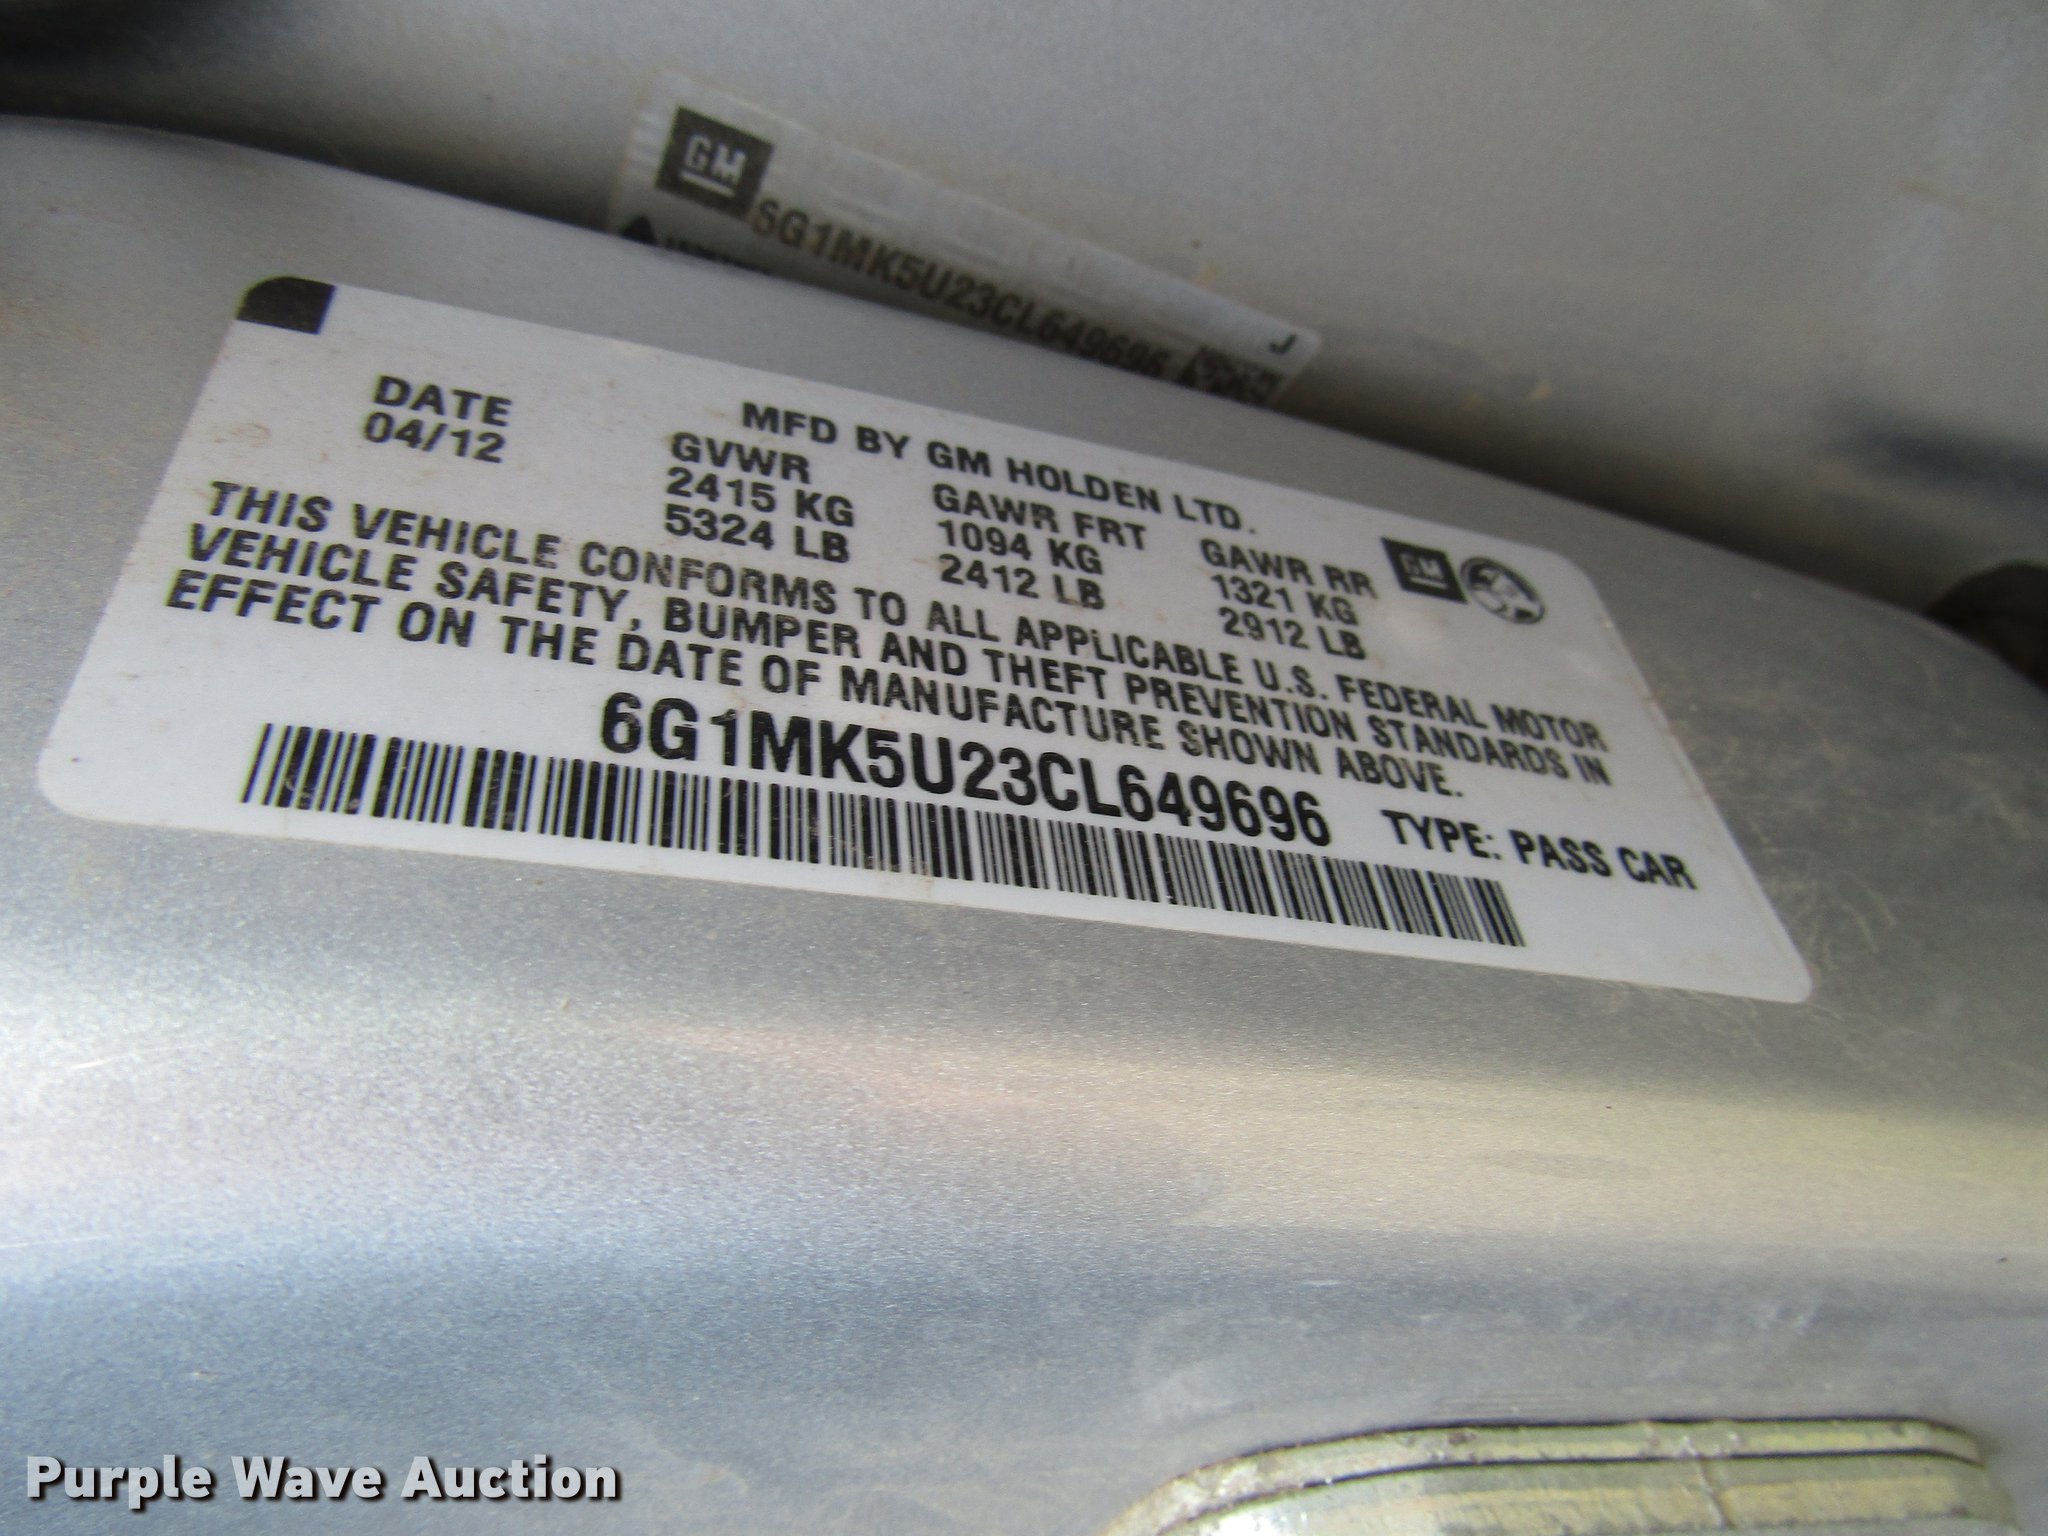 GM
6G1MK5U23CL649696
J
DATE
04/12
MFD BY GM HOLDEN LTD.
GVWR
2415 KG
5324 LB
GAWR FRT
1094 KG
2412 LB
GAWR RR
1321 KG
2912 LB
GM
THIS VEHICLE CONFORMS TO ALL APPLICABLE U.S. FEDERAL MOTOR
VEHICLE SAFETY, BUMPER AND THEFT PREVENTION STANDARDS IN
EFFECT ON THE DATE OF MANUFACTURE SHOWN ABOVE.
6G1MK5U23CL649696
TYPE: PASS CAR
Purple Wave Auction